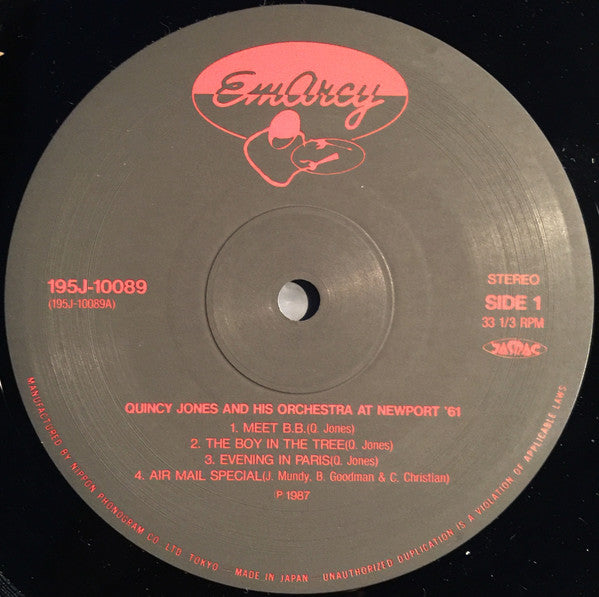 EmArcy
195J-10089
(195J-10089A)
STEREO
SIDE 1
33 1/3 RPM
JASRAC
QUINCY JONES AND HIS ORCHESTRA AT NEWPORT '61
1. MEET B.B.(Q. Jones)
2. THE BOY IN THE TREE(Q. Jones)
3. EVENING IN PARIS(Q. Jones)
4. AIR MAIL SPECIAL(J. Mundy. B. Goodman & C. Christian)
℗ 1987
MANUFACTURED BY NIPPON PHONOGRAM CO. LTD. TOKYO — MADE IN JAPAN — UNAUTHORIZED DUPLICATION IS A VIOLATION OF APPLICABLE LAWS